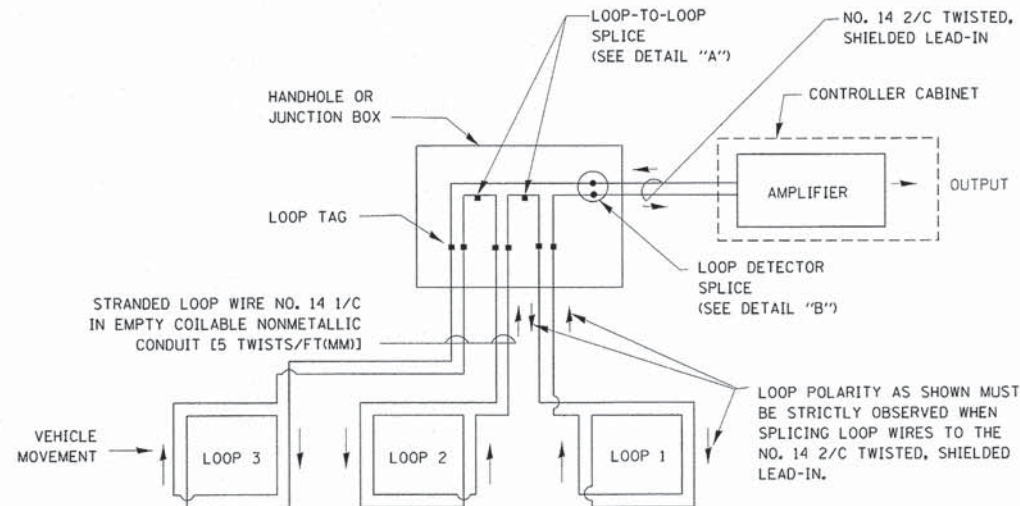 LOOP-TO-LOOP
SPLICE
(SEE DETAIL "A")
NO. 14 2/C TWISTED,
SHIELDED LEAD-IN
HANDHOLE OR
JUNCTION BOX
CONTROLLER CABINET
AMPLIFIER
OUTPUT
LOOP TAG
LOOP DETECTOR
SPLICE
(SEE DETAIL "B")
STRANDED LOOP WIRE NO. 14 1/C
IN EMPTY COILABLE NONMETALLIC
CONDUIT [5 TWISTS/FT(MM)]
LOOP POLARITY AS SHOWN MUST
BE STRICTLY OBSERVED WHEN
SPLICING LOOP WIRES TO THE
NO. 14 2/C TWISTED, SHIELDED
LEAD-IN.
VEHICLE
MOVEMENT
LOOP 3
LOOP 2
LOOP 1